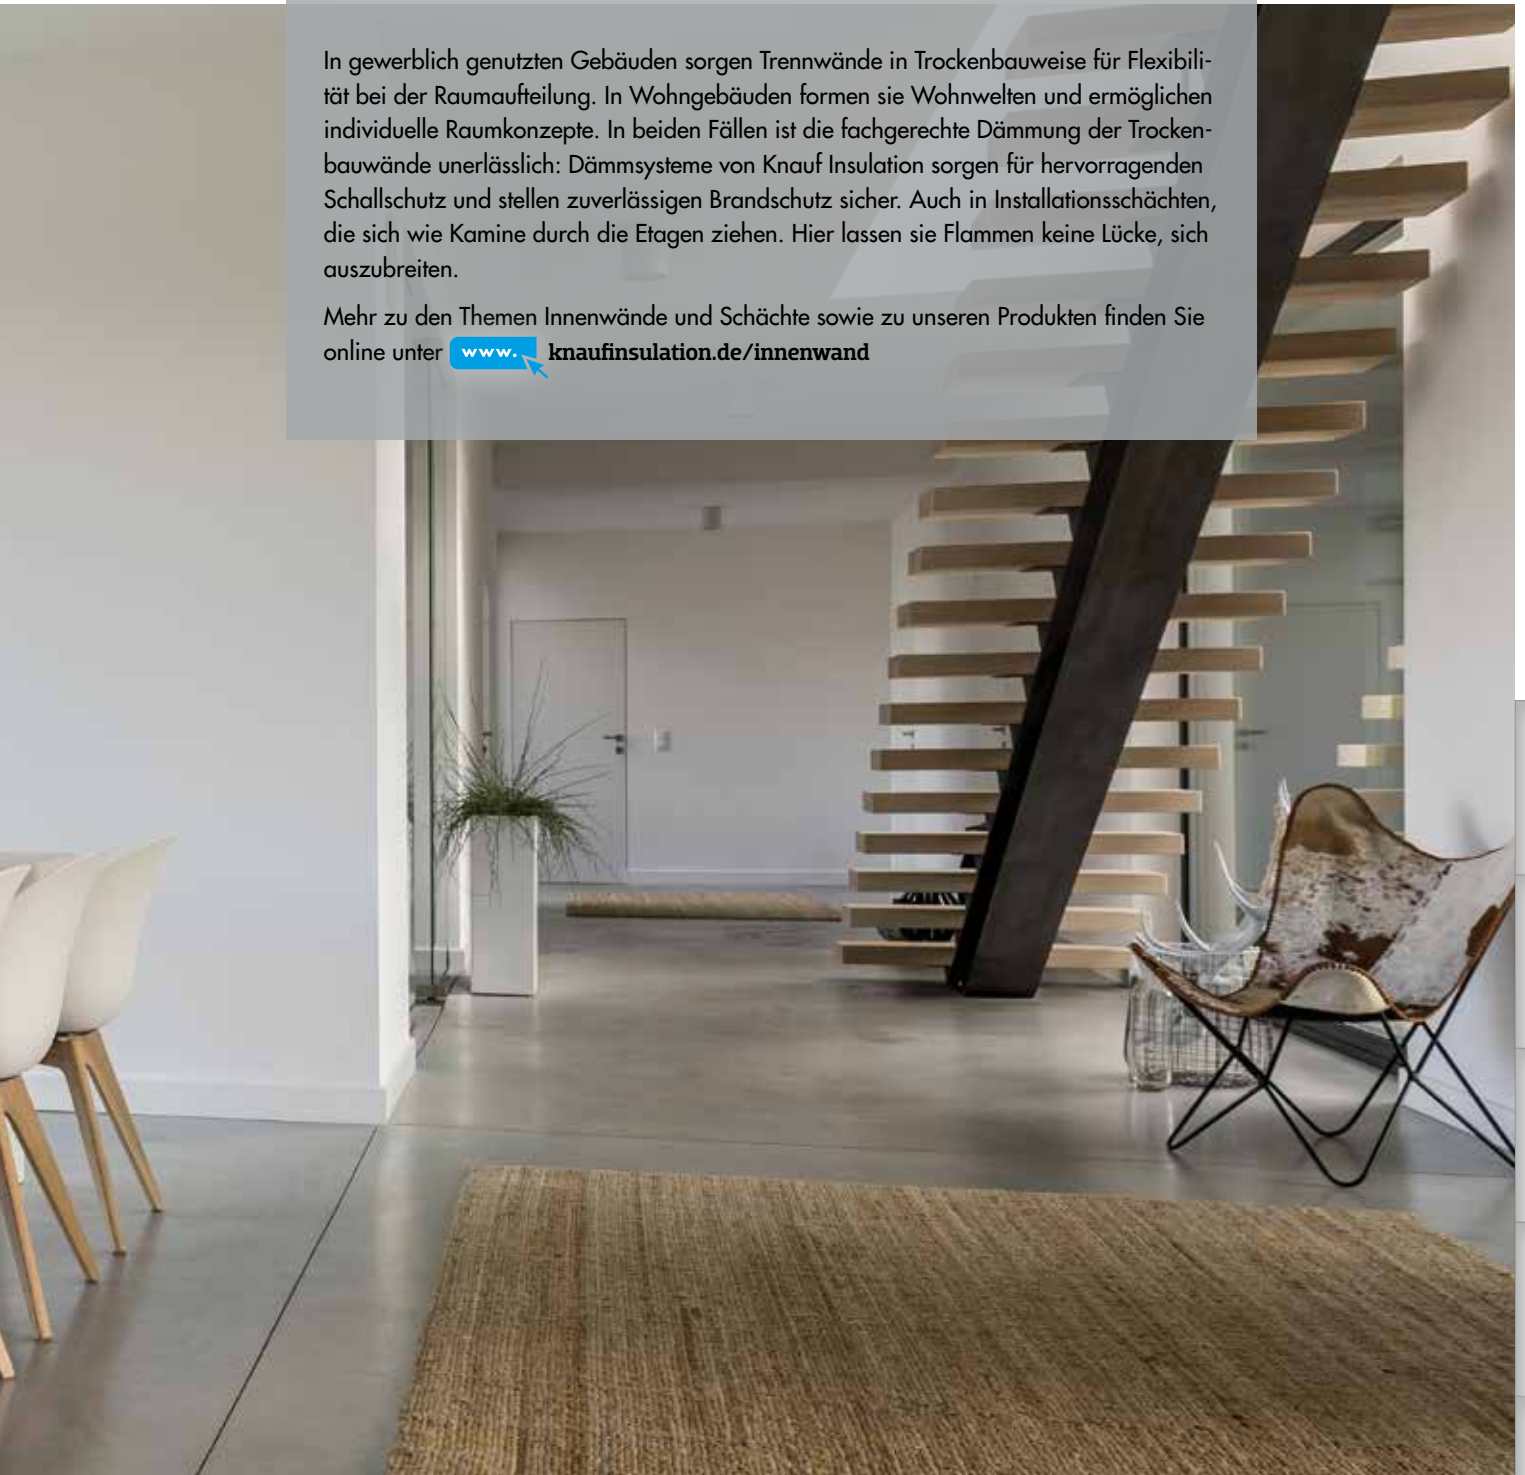 In gewerblich genutzten Gebäuden sorgen Trennwände in Trockenbauweise für Flexibili-
tät bei der Raumaufteilung. In Wohngebäuden formen sie Wohnwelten und ermöglichen
individuelle Raumkonzepte. In beiden Fällen ist die fachgerechte Dämmung der Trocken-
bauwände unerlässlich: Dämmsysteme von Knauf Insulation sorgen für hervorragenden
Schallschutz und stellen zuverlässigen Brandschutz sicher. Auch in Installationsschächten,
die sich wie Kamine durch die Etagen ziehen. Hier lassen sie Flammen keine Lücke, sich
auszubreiten.
Mehr zu den Themen Innenwände und Schächte sowie zu unseren Produkten finden Sie
online unter www. knaufinsulation.de/innenwand